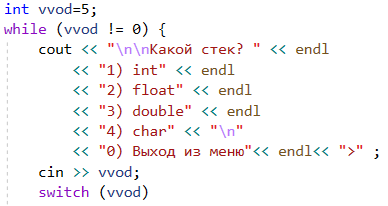 int vvod=5;
while (vvod != 0) {
cout << "\n\nКакой стек? " << endl
<< "1) int" << endl
<< "2) float" << endl
<< "3) double" << endl
<< "4) char" << "\n"
<< "0) Выход из меню"<< endl<< ">" ;
cin >> vvod;
switch (vvod)